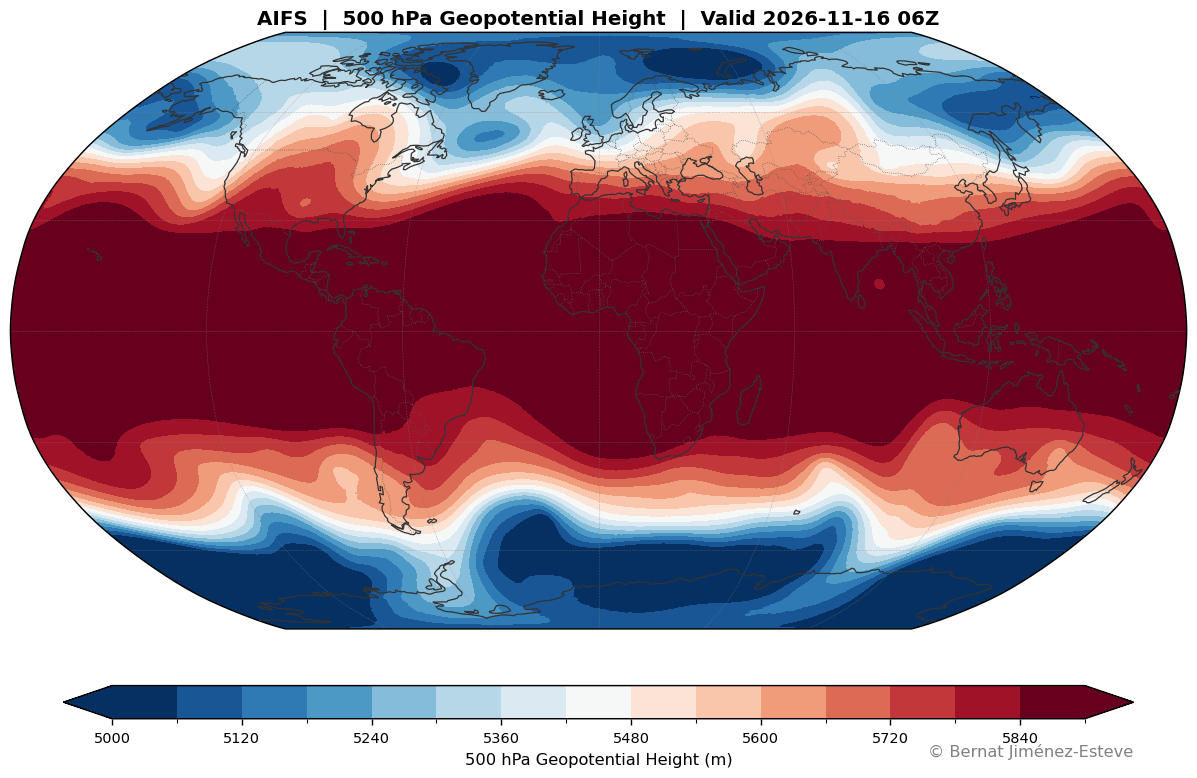 AIFS | 500 hPa Geopotential Height | Valid 2026-11-16 06Z
5000 5120 5240 5360 5480 5600 5720 5840
500 hPa Geopotential Height (m)
© Bernat Jiménez-Esteve